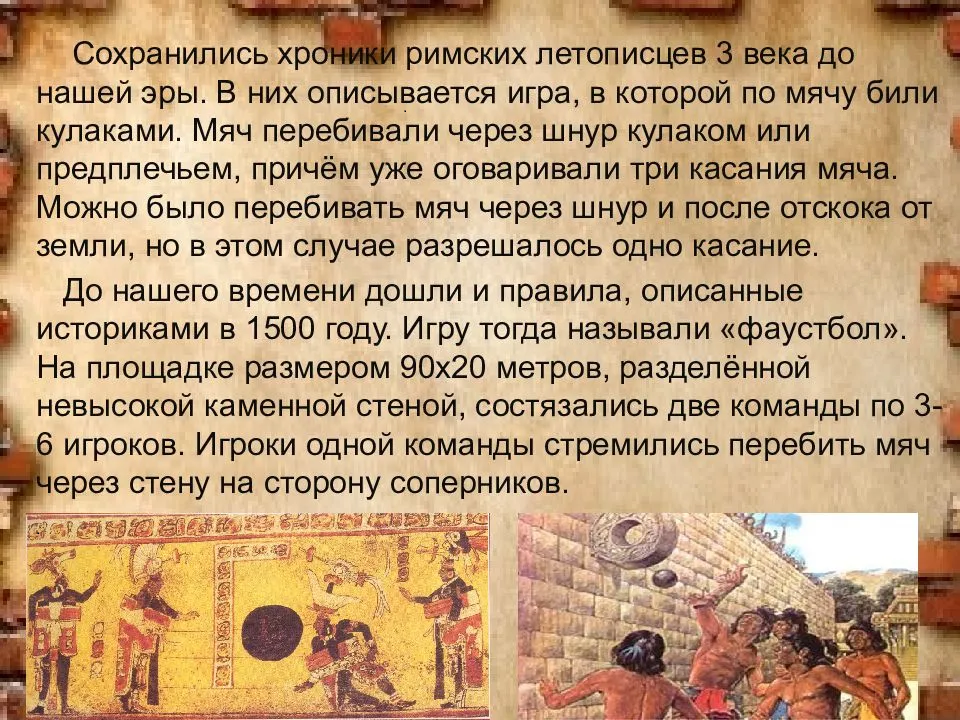 Сохранились хроники римских летописцев 3 века до
нашей эры. В них описывается игра, в которой по мячу били
кулаками. Мяч перебивали через шнур кулаком или
предплечьем, причём уже оговаривали три касания мяча.
Можно было перебивать мяч через шнур и после отскока от
земли, но в этом случае разрешалось одно касание.
До нашего времени дошли и правила, описанные
историками в 1500 году. Игру тогда называли «фаустбол».
На площадке размером 90х20 метров, разделённой
невысокой каменной стеной, состязались две команды по 3-
6 игроков. Игроки одной команды стремились перебить мяч
через стену на сторону соперников.